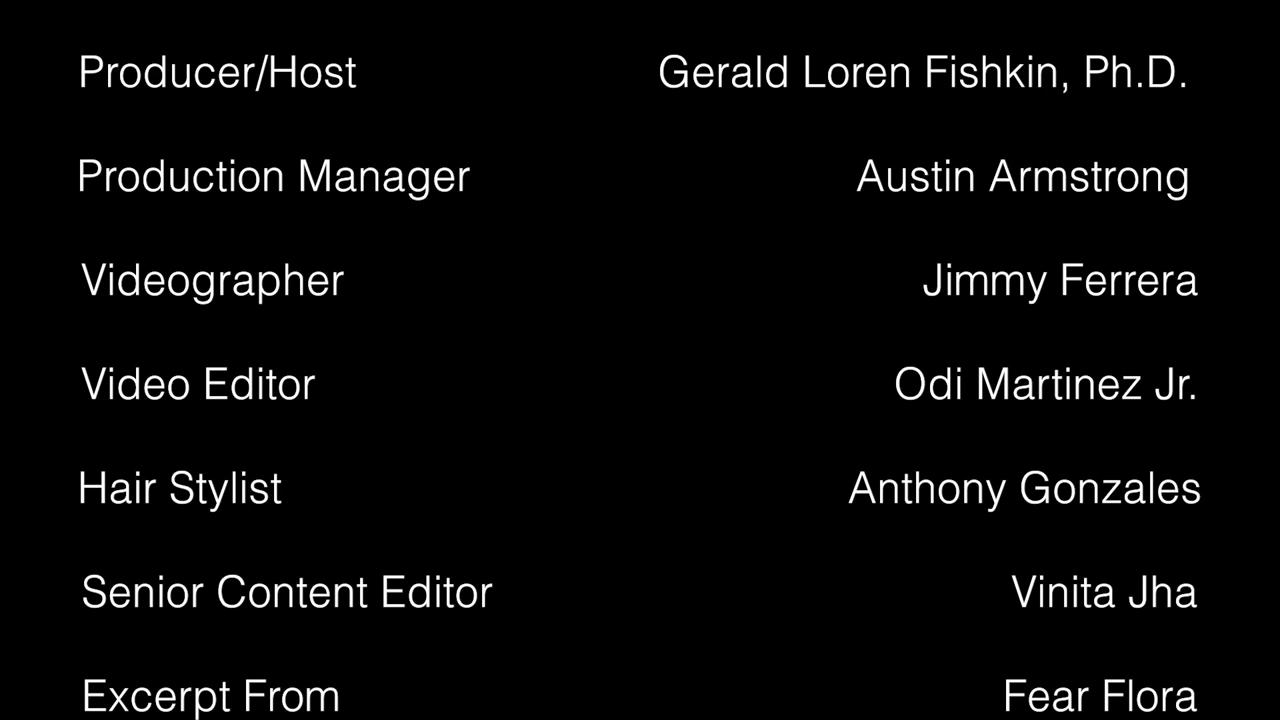 Producer/Host Gerald Loren Fishkin, Ph.D.
Production Manager Austin Armstrong
Videographer Jimmy Ferrera
Video Editor Odi Martinez Jr.
Hair Stylist Anthony Gonzales
Senior Content Editor Vinita Jha
Excerpt From Fear Flora